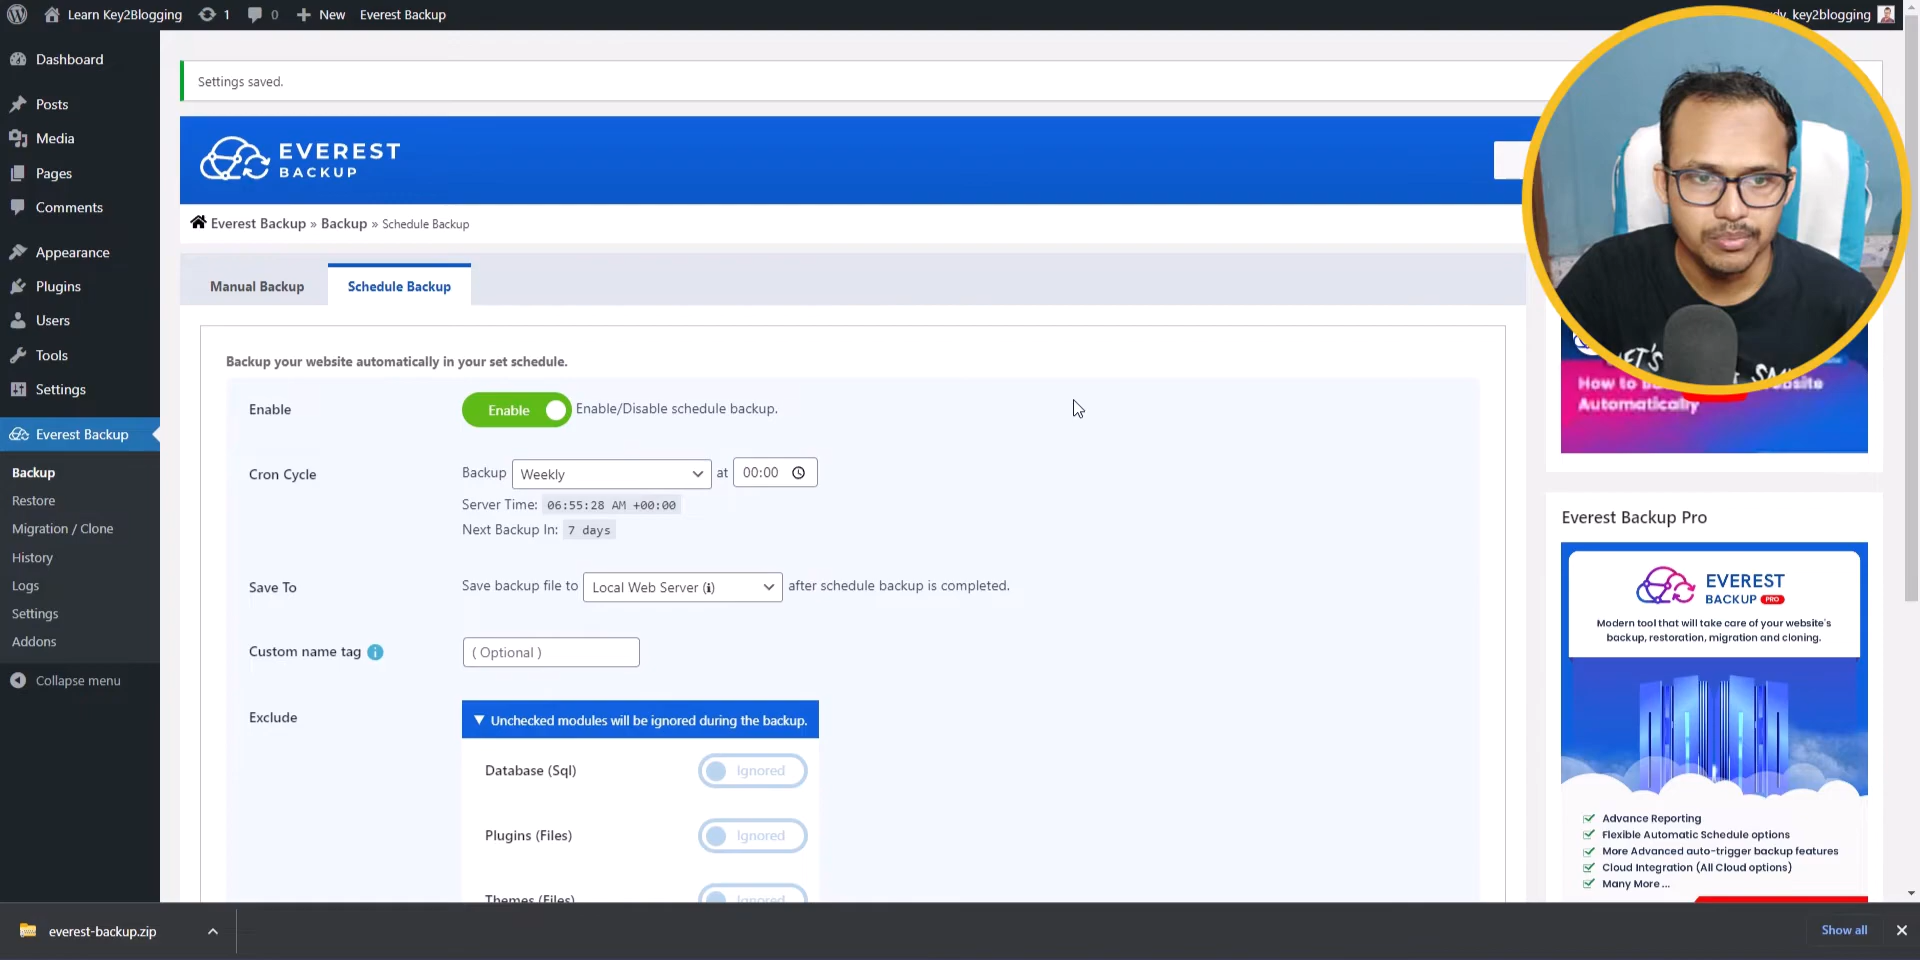 Learn Key2Blogging
1
0
New
Everest Backup
key2blogging
Dashboard
Posts
Media
Pages
Comments
Appearance
Plugins
Users
Tools
Settings
Everest Backup
Backup
Restore
Migration / Clone
History
Logs
Settings
Addons
Collapse menu
Settings saved.
EVEREST
BACKUP
Everest Backup » Backup » Schedule Backup
Manual Backup
Schedule Backup
Backup your website automatically in your set schedule.
Enable
Enable
Enable/Disable schedule backup.
Cron Cycle
Backup Weekly at 00:00
Server Time: 06:55:28 AM +00:00
Next Backup In: 7 days
Save To
Save backup file to Local Web Server (i) after schedule backup is completed.
Custom name tag i
( Optional )
Exclude
▼ Unchecked modules will be ignored during the backup.
Database (Sql)
Ignored
Plugins (Files)
Ignored
Themes (Files)
Ignored
How to
Automatically
Everest Backup Pro
EVEREST
BACKUP PRO
Modern tool that will take care of your website's
backup, restoration, migration and cloning.
Advance Reporting
Flexible Automatic Schedule options
More Advanced auto-trigger backup features
Cloud Integration (All Cloud options)
Many More ...
everest-backup.zip
Show all